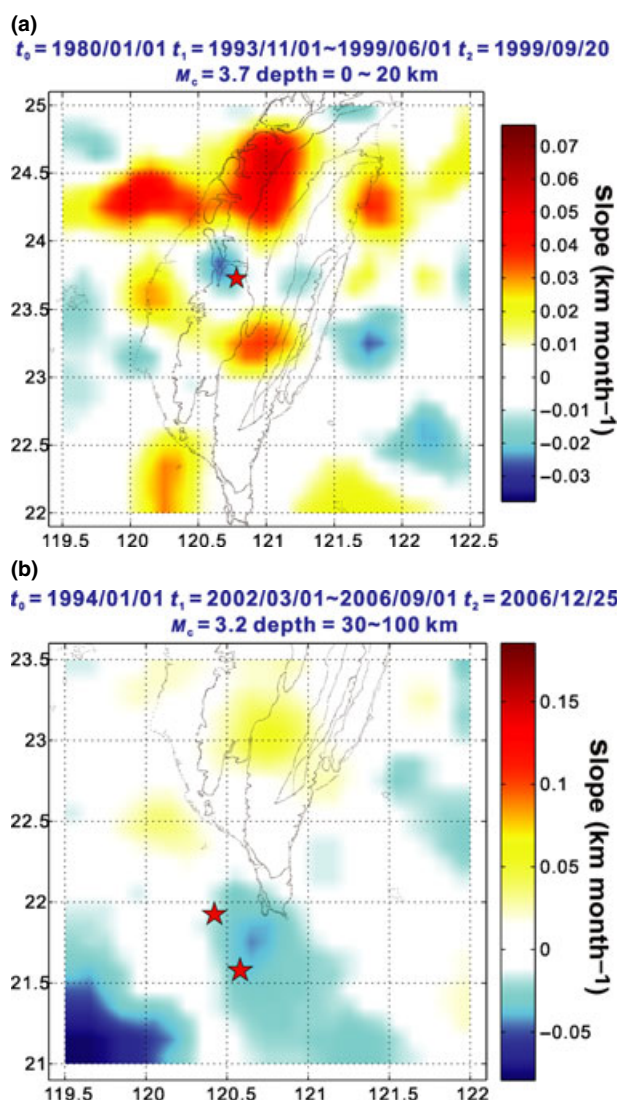 (a)
t₀ = 1980/01/01 t₁ = 1993/11/01~1999/06/01 t₂ = 1999/09/20
M_c = 3.7 depth = 0 ~ 20 km
25
24.5
24
23.5
23
22.5
22
119.5 120 120.5 121 121.5 122 122.5
0.07
0.06
0.05
0.04
0.03
0.02
0.01
0
−0.01
−0.02
−0.03
Slope (km month⁻¹)
(b)
t₀ = 1994/01/01 t₁ = 2002/03/01~2006/09/01 t₂ = 2006/12/25
M_c = 3.2 depth = 30~100 km
23.5
23
22.5
22
21.5
21
119.5 120 120.5 121 121.5 122
0.15
0.10
0.05
0
−0.05
Slope (km month⁻¹)